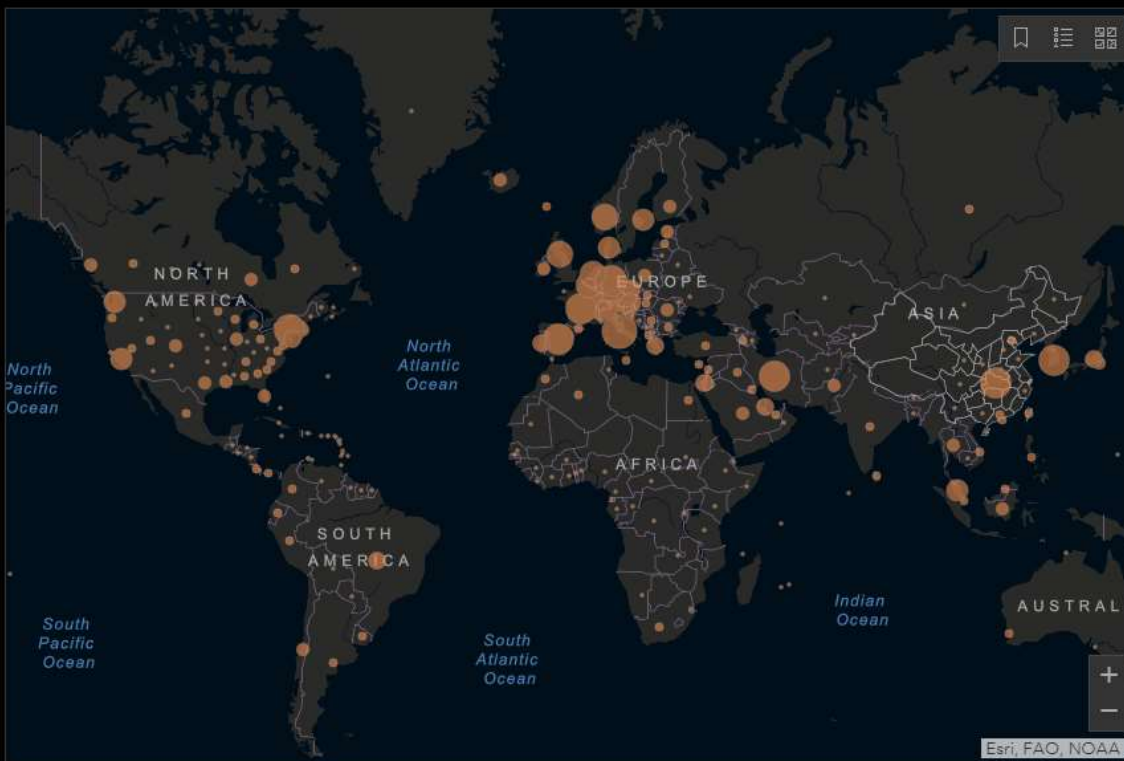 NORTH
AMERICA
EUROPE
ASIA
North
Pacific
Ocean
North
Atlantic
Ocean
AFRICA
SOUTH
AMERICA
South
Pacific
Ocean
South
Atlantic
Ocean
Indian
Ocean
AUSTRAL
+
−
Esri, FAO, NOAA